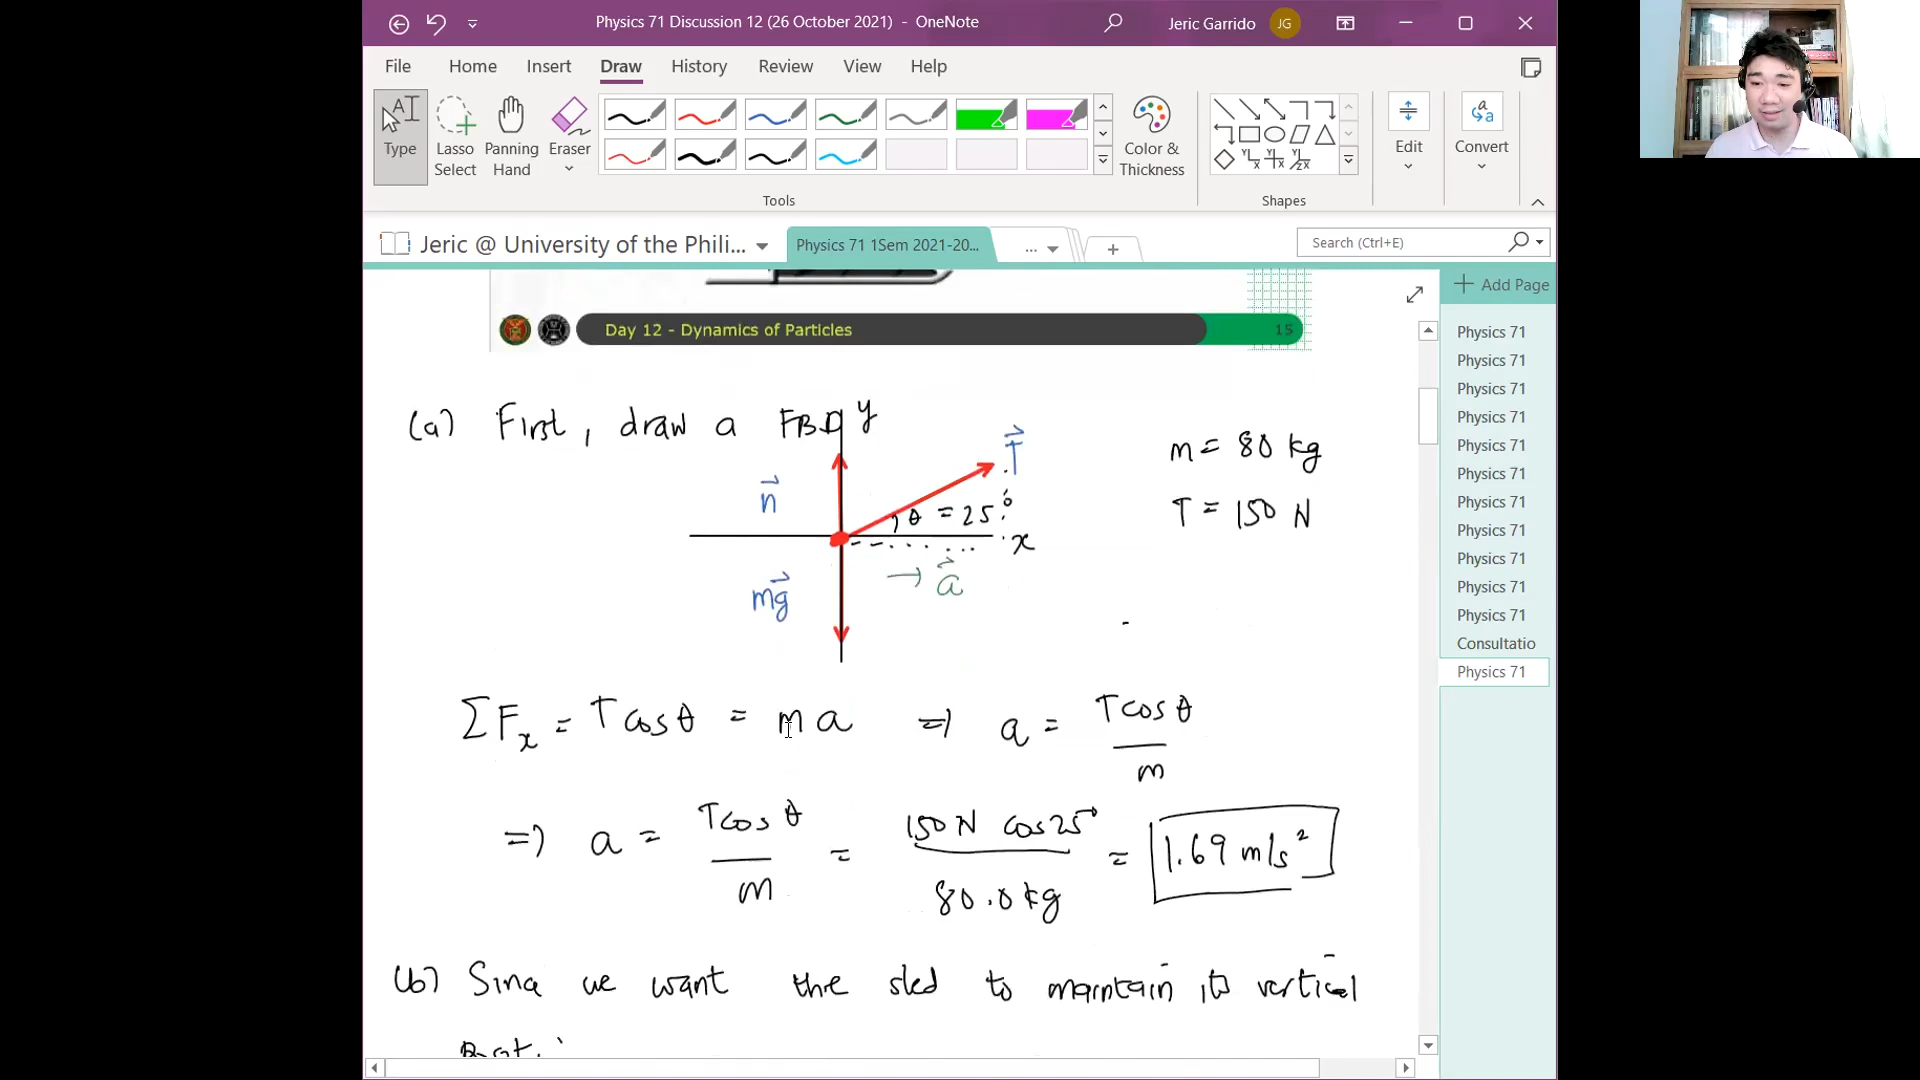 Physics 71 Discussion 12 (26 October 2021) - OneNote
Jeric Garrido
JG
File Home Insert Draw History Review View Help
Type
Lasso Select
Panning Hand
Eraser
Color & Thickness
Edit
Convert
Tools
Shapes
Jeric @ University of the Phili...
Physics 71 1Sem 2021-20...
...
Search (Ctrl+E)
Add Page
Day 12 - Dynamics of Particles
15
Physics 71
Physics 71
Physics 71
Physics 71
Physics 71
Physics 71
Physics 71
Physics 71
Physics 71
Physics 71
Physics 71
Consultatio
Physics 71
(a) First, draw a FBD
y
T⃗
n⃗
θ = 25°
x
→ a⃗
mg⃗
m = 80 kg
T = 150 N
ΣFx = T cos θ = m a ⇒ a = T cos θ / m
⇒ a = T cos θ / m = 150 N cos 25° / 80.0 kg = 1.69 m/s²
(b) Since we want the sled to maintain its vertical